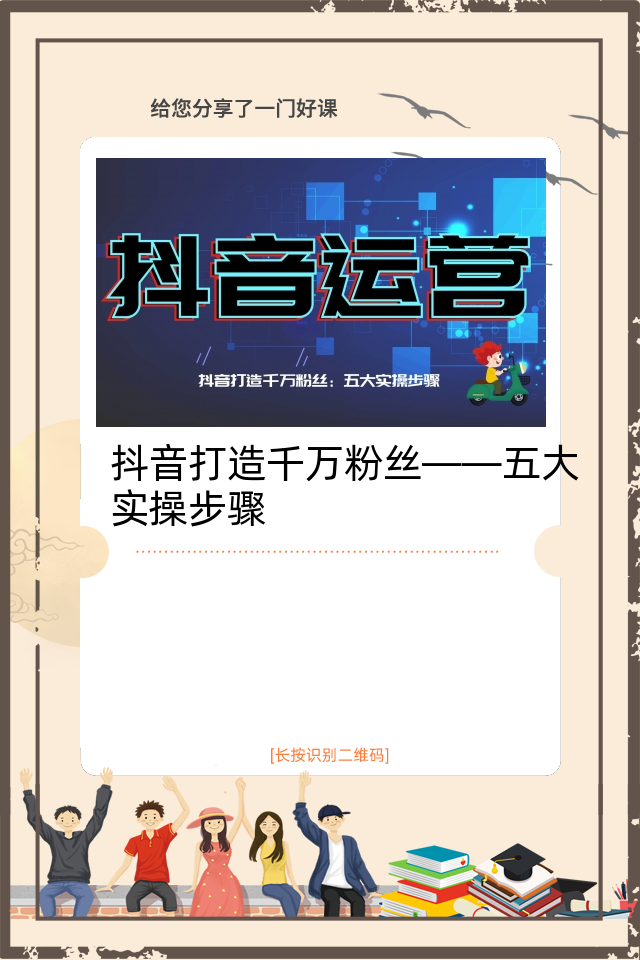 给您分享了一门好课
抖音运营
抖音打造千万粉丝：五大实操步骤
抖音打造千万粉丝——五大
实操步骤
[长按识别二维码]